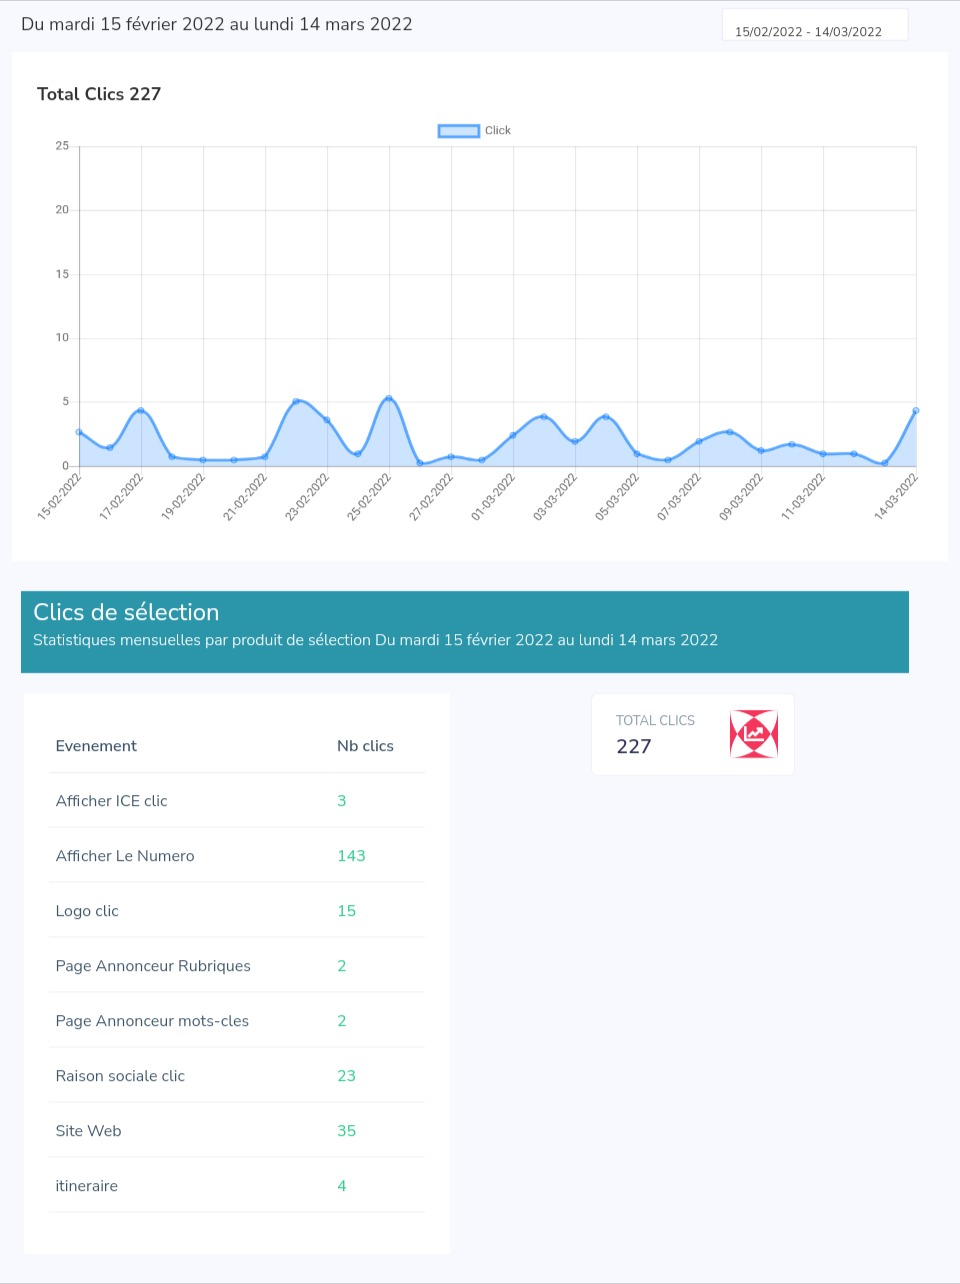 Du mardi 15 février 2022 au lundi 14 mars 2022
15/02/2022 - 14/03/2022
Total Clics 227
Click
25
20
15
10
5
0
15-02-2022
17-02-2022
19-02-2022
21-02-2022
23-02-2022
25-02-2022
27-02-2022
01-03-2022
03-03-2022
05-03-2022
07-03-2022
09-03-2022
11-03-2022
14-03-2022
Clics de sélection
Statistiques mensuelles par produit de sélection Du mardi 15 février 2022 au lundi 14 mars 2022
Evenement Nb clics
Afficher ICE clic 3
Afficher Le Numero 143
Logo clic 15
Page Annonceur Rubriques 2
Page Annonceur mots-cles 2
Raison sociale clic 23
Site Web 35
itineraire 4
TOTAL CLICS
227